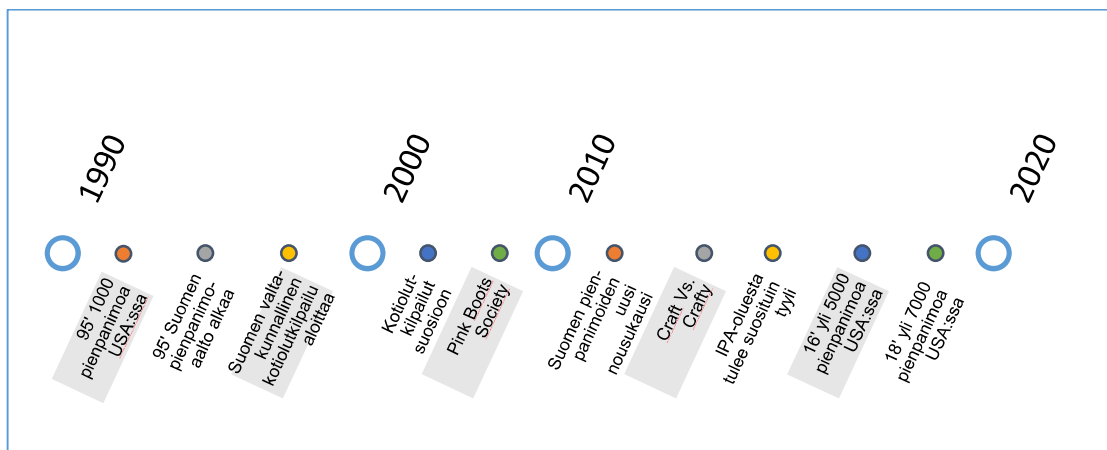 1990
2000
2010
2020
95' 1000
pienpanimoa
USA:ssa
95' Suomen
pienpanimo-
aalto alkaa
Suomen valta-
kunnallinen
kotiolutkilpailu
aloittaa
Kotiolut-
kilpailut
suosioon
Pink Boots
Society
Suomen pien-
panimoiden
uusi
nousukausi
Craft Vs.
Crafty
IPA-oluesta
tulee suosituin
tyyli
16' yli 5000
pienpanimoa
USA:ssa
18' yli 7000
pienpanimoa
USA:ssa